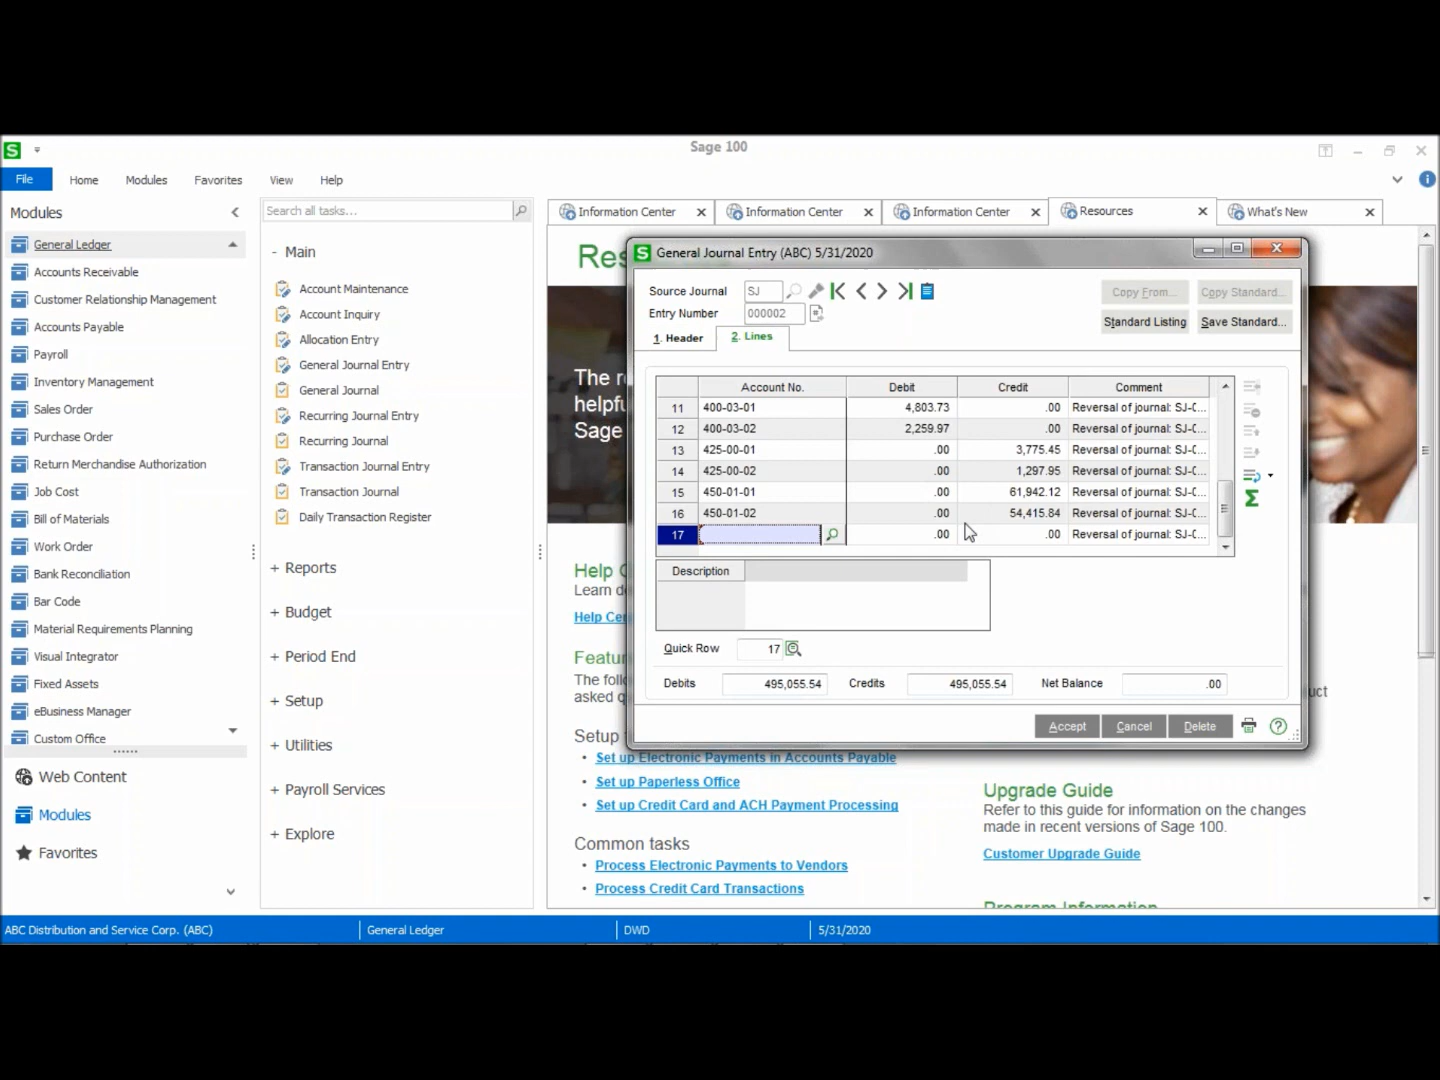 S
Sage 100
File Home Modules Favorites View Help
Modules
General Ledger
Accounts Receivable
Customer Relationship Management
Accounts Payable
Payroll
Inventory Management
Sales Order
Purchase Order
Return Merchandise Authorization
Job Cost
Bill of Materials
Work Order
Bank Reconciliation
Bar Code
Material Requirements Planning
Visual Integrator
Fixed Assets
eBusiness Manager
Custom Office
Web Content
Modules
Favorites
Search all tasks...
- Main
Account Maintenance
Account Inquiry
Allocation Entry
General Journal Entry
General Journal
Recurring Journal Entry
Recurring Journal
Transaction Journal Entry
Transaction Journal
Daily Transaction Register
+ Reports
+ Budget
+ Period End
+ Setup
+ Utilities
+ Payroll Services
+ Explore
Information Center Information Center Information Center Resources What's New
S General Journal Entry (ABC) 5/31/2020
Source Journal SJ
Entry Number 000002
Copy From... Copy Standard...
Standard Listing Save Standard...
1. Header 2. Lines
Account No. Debit Credit Comment
11 400-03-01 4,803.73 .00 Reversal of journal: SJ-C...
12 400-03-02 2,259.97 .00 Reversal of journal: SJ-C...
13 425-00-01 .00 3,775.45 Reversal of journal: SJ-C...
14 425-00-02 .00 1,297.95 Reversal of journal: SJ-C...
15 450-01-01 .00 61,942.12 Reversal of journal: SJ-C...
16 450-01-02 .00 54,415.84 Reversal of journal: SJ-C...
17 .00 .00 Reversal of journal: SJ-C...
Description
Quick Row 17
Debits 495,055.54 Credits 495,055.54 Net Balance .00
Accept Cancel Delete
The
helpfu
Sage
Help
Learn
Help Cen
Featur
The
asked
Setup
Set up Electronic Payments in Accounts Payable
Set up Paperless Office
Set up Credit Card and ACH Payment Processing
Common tasks
Process Electronic Payments to Vendors
Process Credit Card Transactions
Upgrade Guide
Refer to this guide for information on the changes
made in recent versions of Sage 100.
Customer Upgrade Guide
Program Information
ABC Distribution and Service Corp. (ABC) General Ledger DWD 5/31/2020